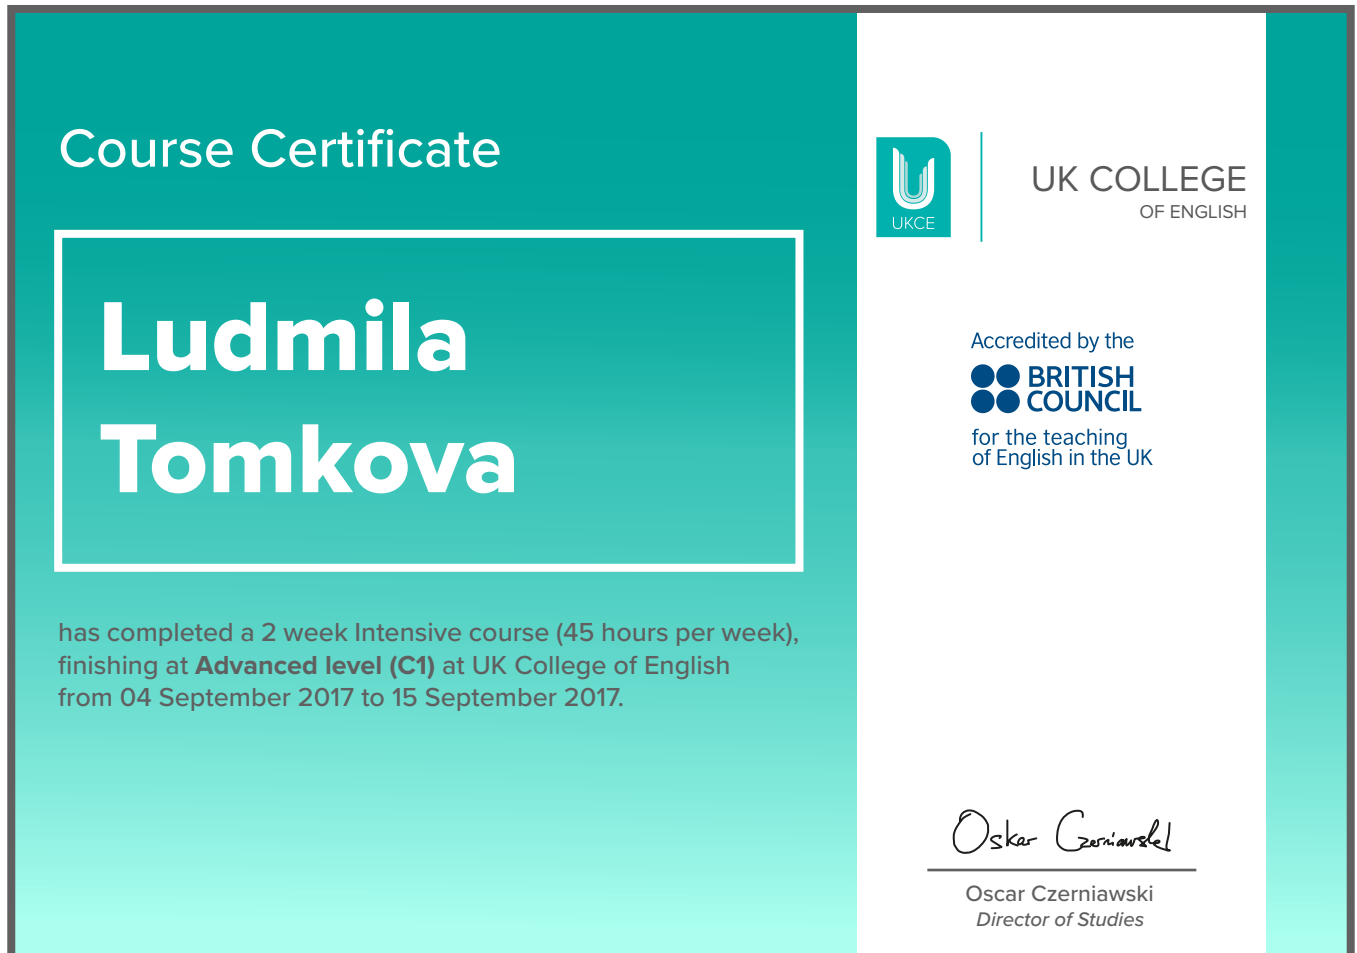 Course Certificate
Ludmila
Tomkova
has completed a 2 week Intensive course (45 hours per week),
finishing at Advanced level (C1) at UK College of English
from 04 September 2017 to 15 September 2017.
UKCE
UK COLLEGE
OF ENGLISH
Accredited by the
BRITISH
COUNCIL
for the teaching
of English in the UK
Oskar Czerniawski
Oscar Czerniawski
Director of Studies